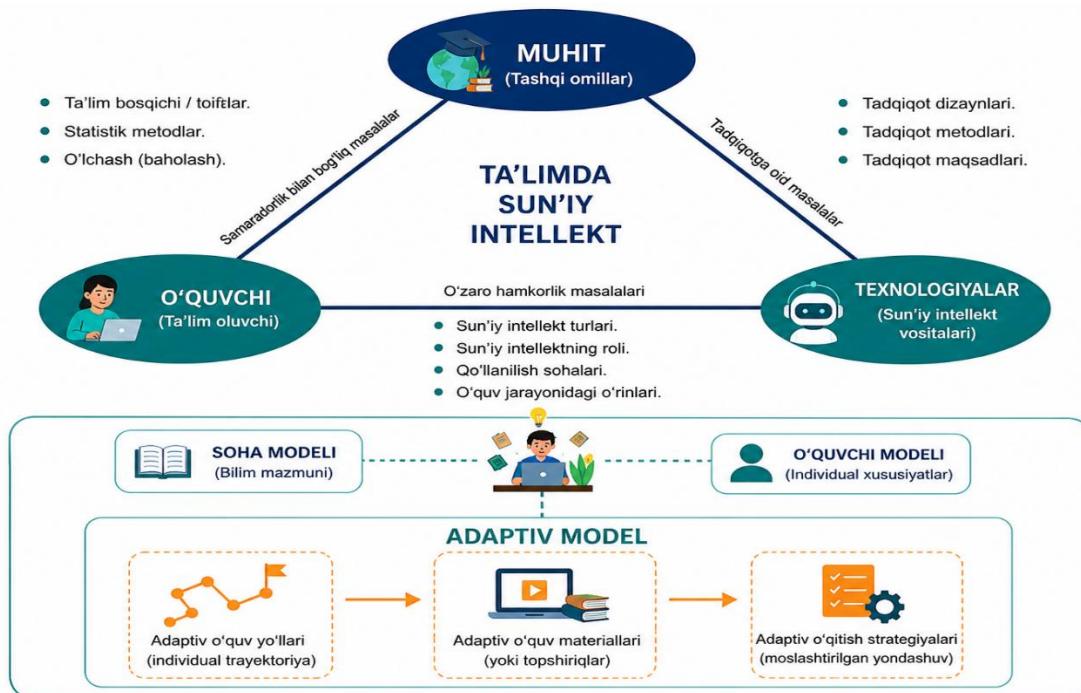 MUHIT
(Tashqi omillar)
Ta'lim bosqichi / toifalar.
Statistik metodlar.
O'lchash (baholash).
Samaradorlik bilan bog'liq masalalar
Tadqiqotga oid masalalar
Tadqiqot dizaynlari.
Tadqiqot metodlari.
Tadqiqot maqsadlari.
TA'LIMDA
SUN'IY
INTELLEKT
O'QUVCHI
(Ta'lim oluvchi)
O'zaro hamkorlik masalalari
TEXNOLOGIYALAR
(Sun'iy intellekt
vositalari)
Sun'iy intellekt turlari.
Sun'iy intellektning roli.
Qo'llanilish sohalari.
O'quv jarayonidagi o'rinlari.
SOHA MODELI
(Bilim mazmuni)
O'QUVCHI MODELI
(Individual xususiyatlar)
ADAPTIV MODEL
Adaptiv o'quv yo'llari
(individual trayektoriya)
Adaptiv o'quv materiallari
(yoki topshiriqlar)
Adaptiv o'qitish strategiyalari
(moslashtirilgan yondashuv)